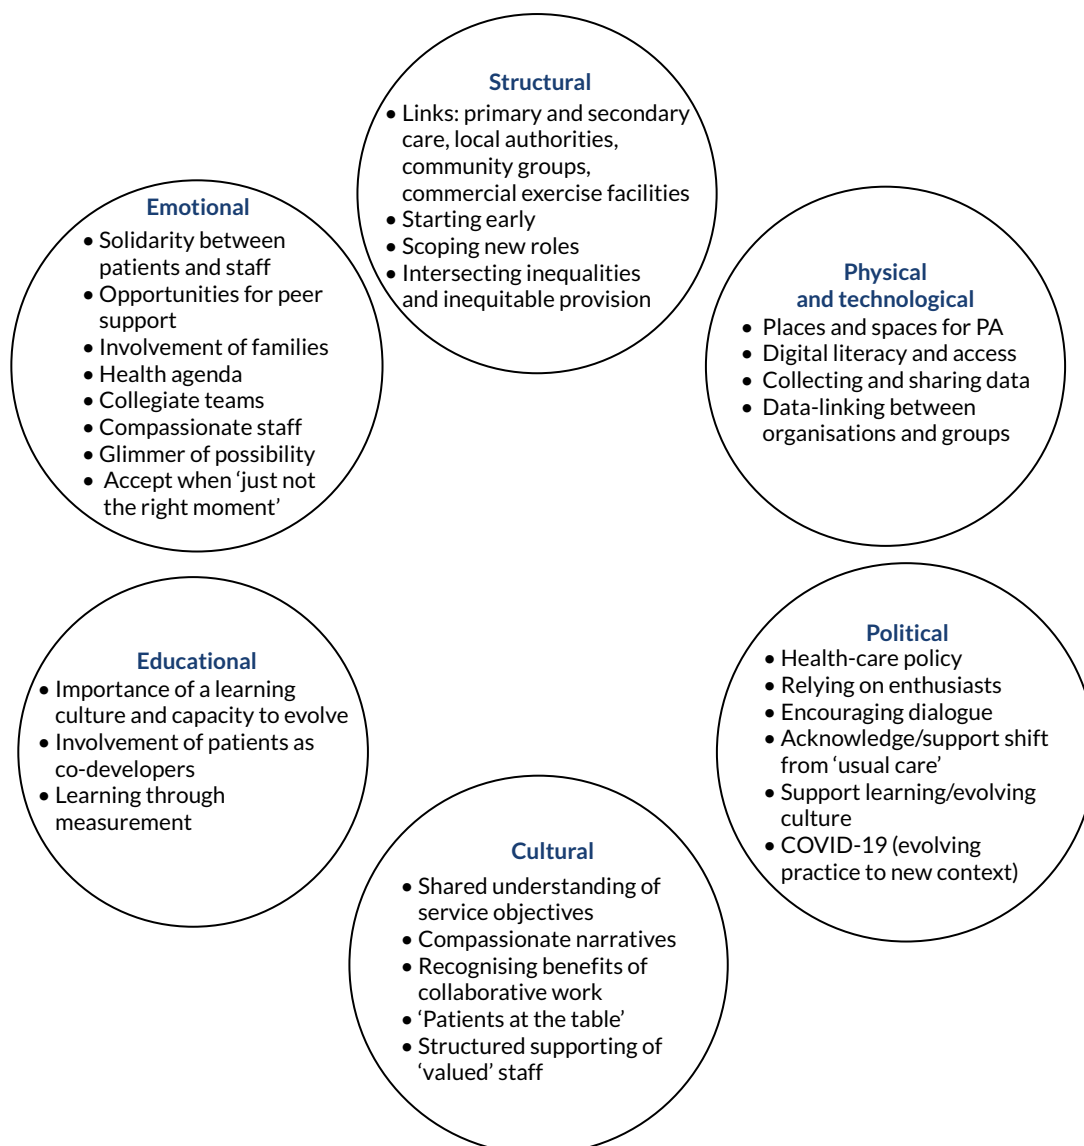 Structural
• Links: primary and secondary
care, local authorities,
community groups,
commercial exercise facilities
• Starting early
• Scoping new roles
• Intersecting inequalities
and inequitable provision
Emotional
• Solidarity between
patients and staff
• Opportunities for peer
support
• Involvement of families
• Health agenda
• Collegiate teams
• Compassionate staff
• Glimmer of possibility
• Accept when ‘just not
the right moment’
Physical
and technological
• Places and spaces for PA
• Digital literacy and access
• Collecting and sharing data
• Data-linking between
organisations and groups
Educational
• Importance of a learning
culture and capacity to evolve
• Involvement of patients as
co-developers
• Learning through
measurement
Political
• Health-care policy
• Relying on enthusiasts
• Encouraging dialogue
• Acknowledge/support shift
from ‘usual care’
• Support learning/evolving
culture
• COVID-19 (evolving
practice to new context)
Cultural
• Shared understanding of
service objectives
• Compassionate narratives
• Recognising benefits of
collaborative work
• ‘Patients at the table’
• Structured supporting of
‘valued’ staff